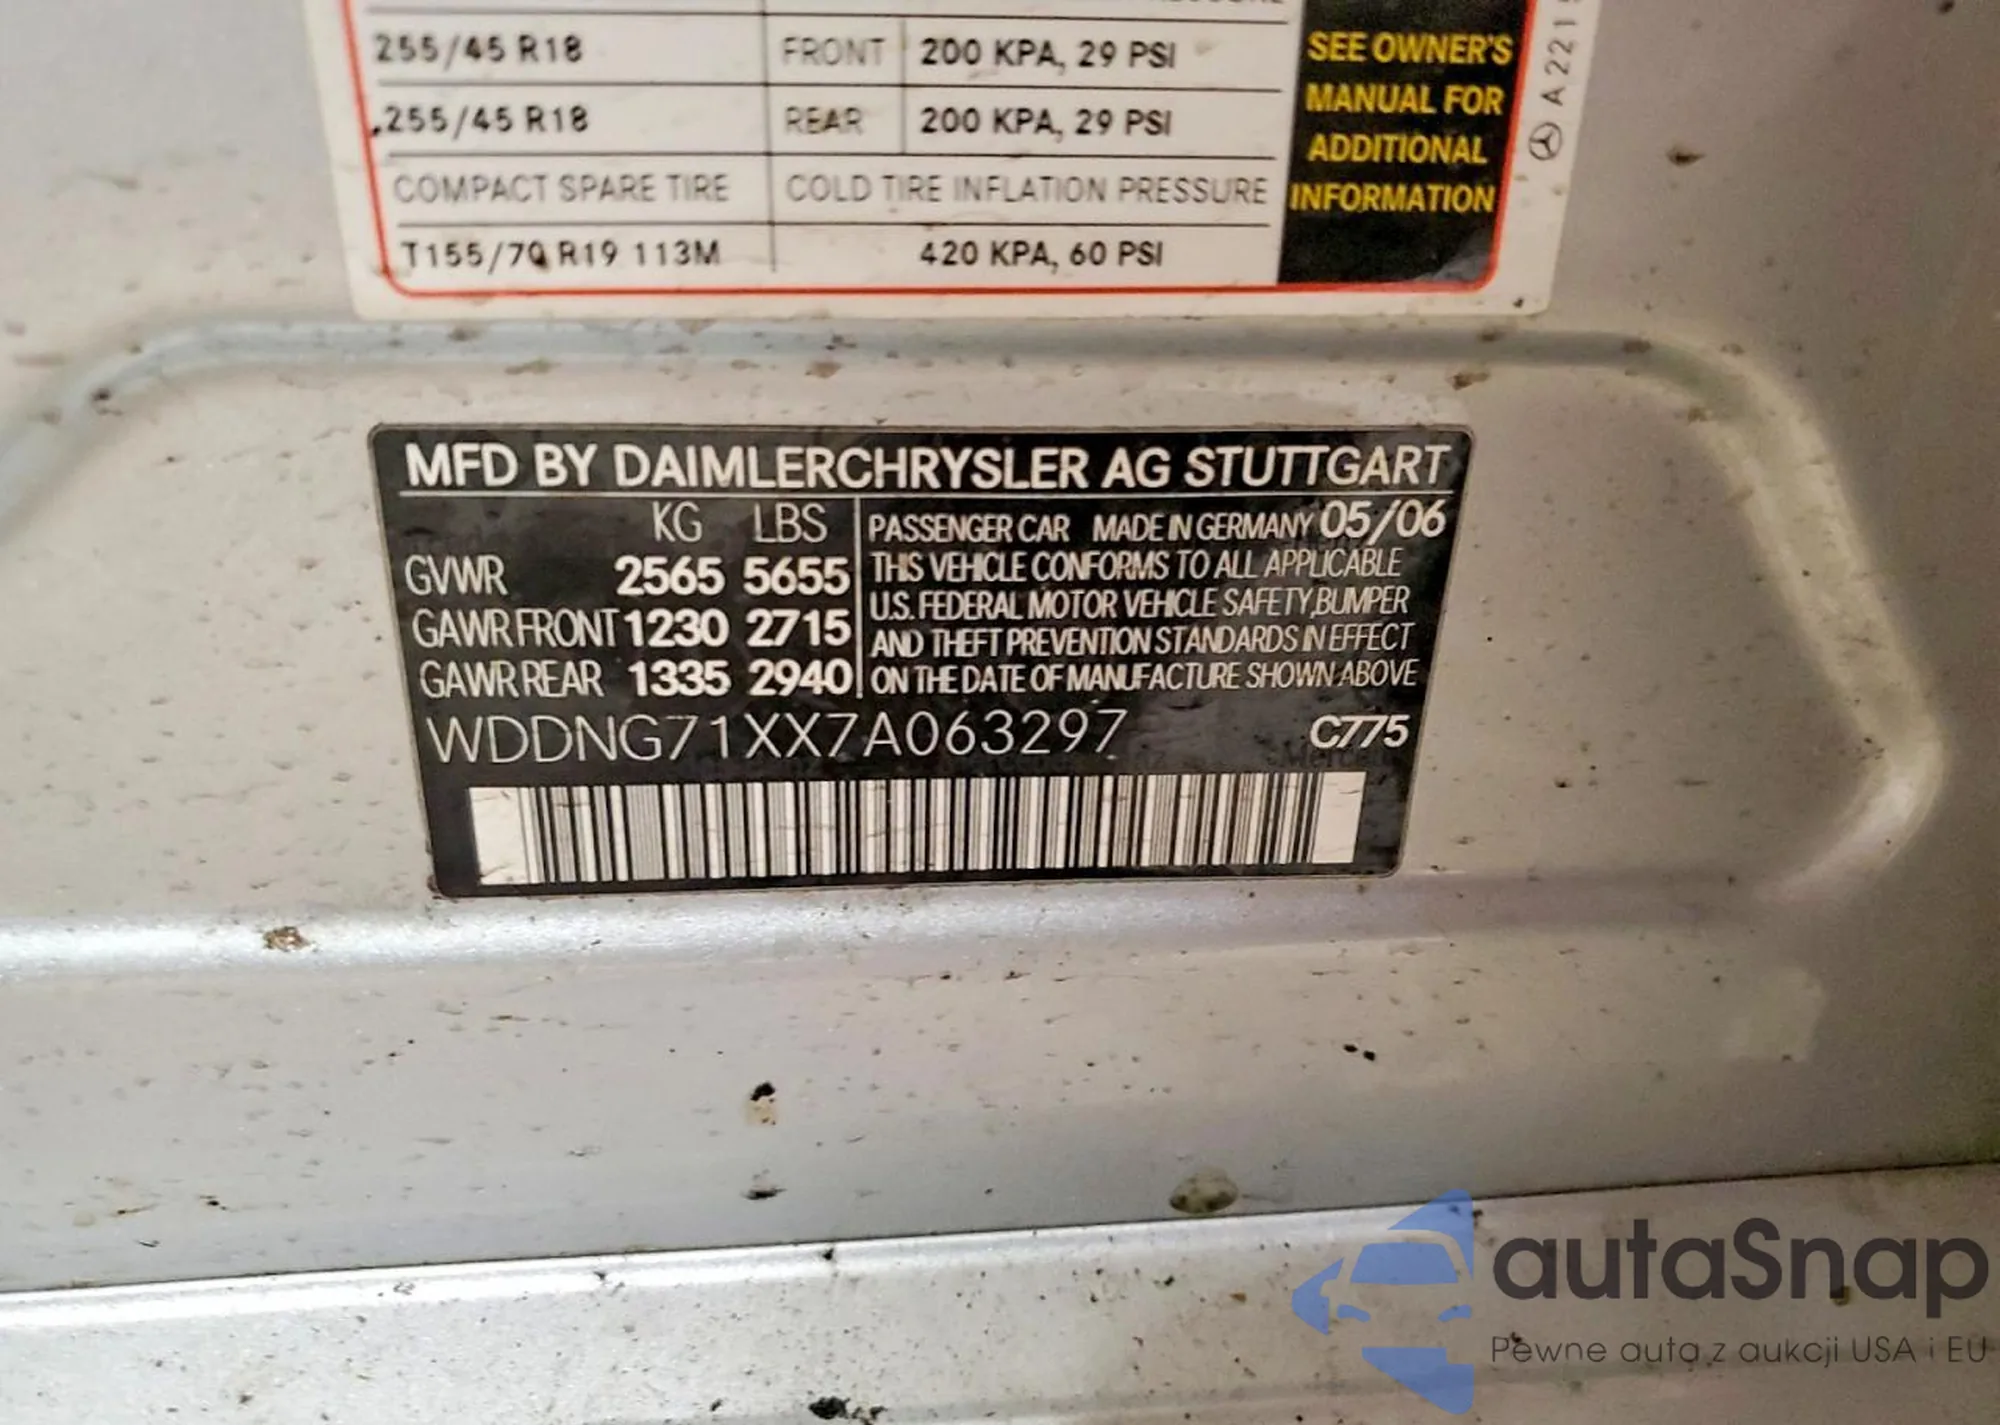 255/45 R18 FRONT 200 KPA, 29 PSI
255/45 R18 REAR 200 KPA, 29 PSI
COMPACT SPARE TIRE COLD TIRE INFLATION PRESSURE
T155/70 R19 113M 420 KPA, 60 PSI
SEE OWNER'S
MANUAL FOR
ADDITIONAL
INFORMATION
MFD BY DAIMLERCHRYSLER AG STUTTGART
KG LBS
GVWR 2565 5655
GAWR FRONT 1230 2715
GAWR REAR 1335 2940
PASSENGER CAR MADE IN GERMANY 05/06
THIS VEHICLE CONFORMS TO ALL APPLICABLE
U.S. FEDERAL MOTOR VEHICLE SAFETY, BUMPER
AND THEFT PREVENTION STANDARDS IN EFFECT
ON THE DATE OF MANUFACTURE SHOWN ABOVE
WDDNG71XX7A063297 C775
autaSnap
Pewne auta z aukcji USA i EU